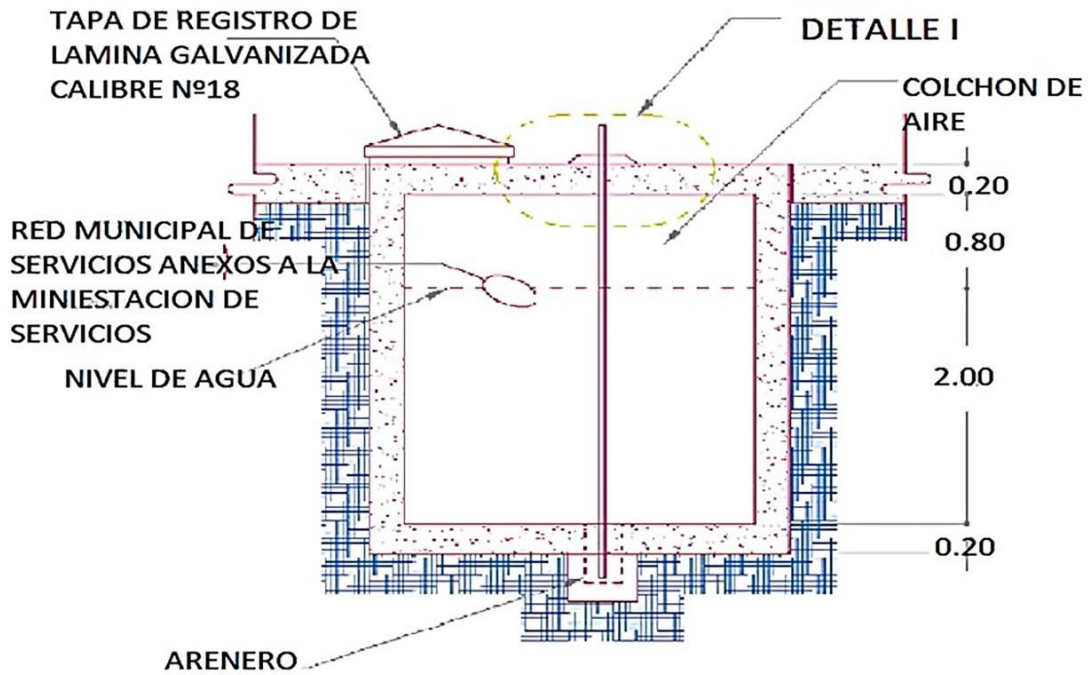 TAPA DE REGISTRO DE
LAMINA GALVANIZADA
CALIBRE Nº18
DETALLE I
COLCHON DE
AIRE
0.20
0.80
RED MUNICIPAL DE
SERVICIOS ANEXOS A LA
MINIESTACION DE
SERVICIOS
NIVEL DE AGUA
2.00
0.20
ARENERO